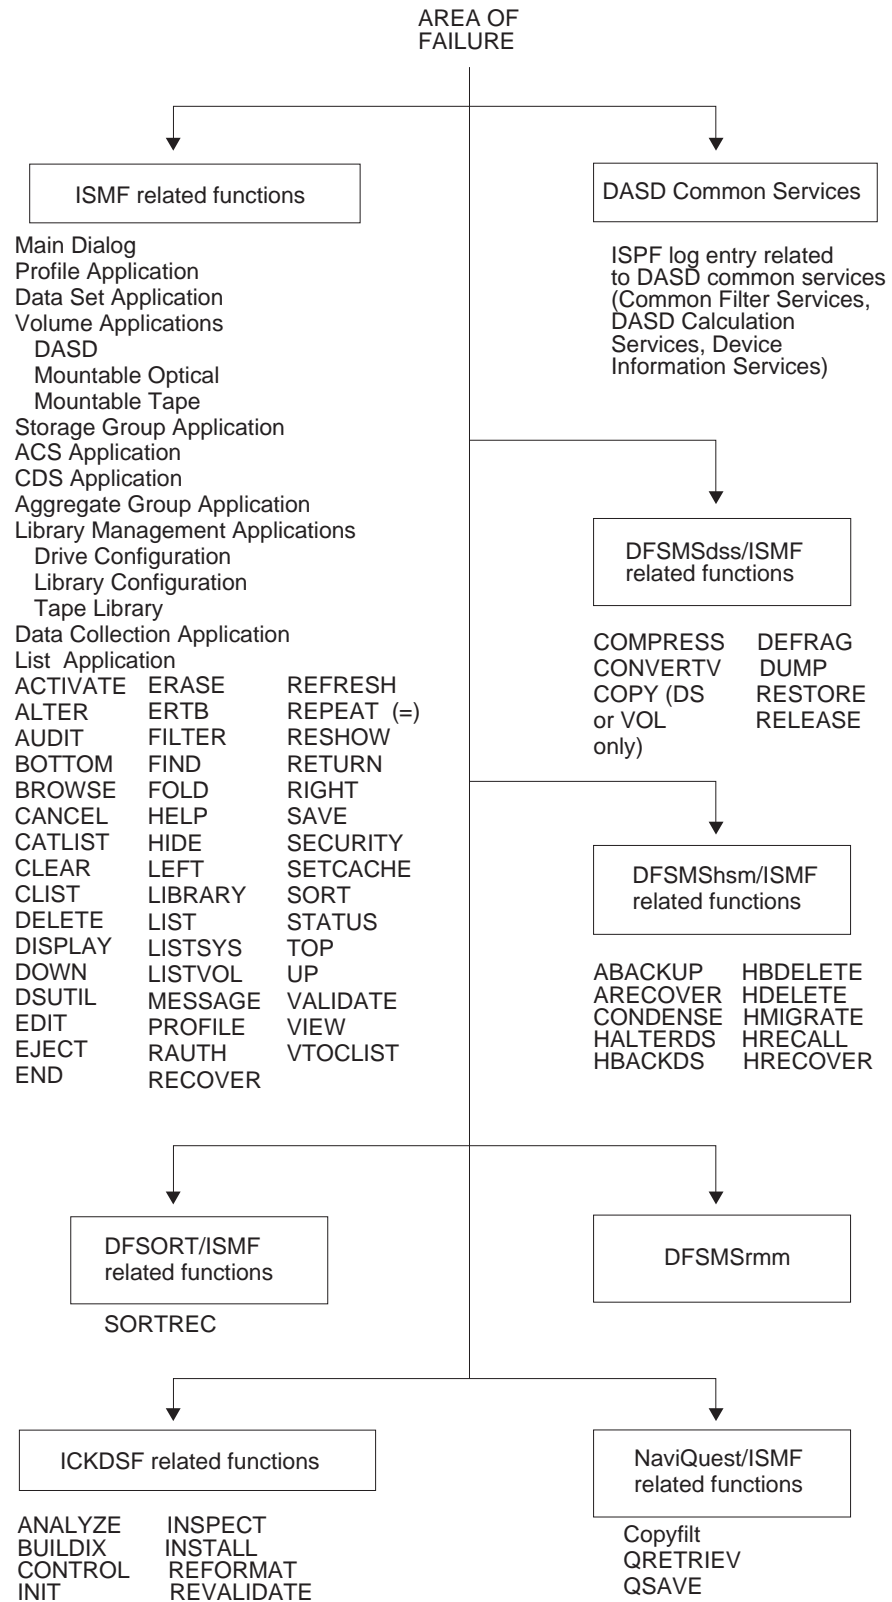 AREA OF
FAILURE
ISMF related functions
Main Dialog
Profile Application
Data Set Application
Volume Applications
DASD
Mountable Optical
Mountable Tape
Storage Group Application
ACS Application
CDS Application
Aggregate Group Application
Library Management Applications
Drive Configuration
Library Configuration
Tape Library
Data Collection Application
List Application
ACTIVATE ERASE REFRESH
ALTER ERTB REPEAT (=)
AUDIT FILTER RESHOW
BOTTOM FIND RETURN
BROWSE FOLD RIGHT
CANCEL HELP SAVE
CATLIST HIDE SECURITY
CLEAR LEFT SETCACHE
CLIST LIBRARY SORT
DELETE LIST STATUS
DISPLAY LISTSYS TOP
DOWN LISTVOL UP
DSUTIL MESSAGE VALIDATE
EDIT PROFILE VIEW
EJECT RAUTH VTOCLIST
END RECOVER
DASD Common Services
ISPF log entry related
to DASD common services
(Common Filter Services,
DASD Calculation
Services, Device
Information Services)
DFSMSdss/ISMF
related functions
COMPRESS DEFRAG
CONVERTV DUMP
COPY (DS RESTORE
or VOL RELEASE
only)
DFSMShsm/ISMF
related functions
ABACKUP HBDELETE
ARECOVER HDELETE
CONDENSE HMIGRATE
HALTERDS HRECALL
HBACKDS HRECOVER
DFSORT/ISMF
related functions
SORTREC
DFSMSrmm
ICKDSF related functions
ANALYZE INSPECT
BUILDIX INSTALL
CONTROL REFORMAT
INIT REVALIDATE
NaviQuest/ISMF
related functions
Copyfilt
QRETRIEV
QSAVE